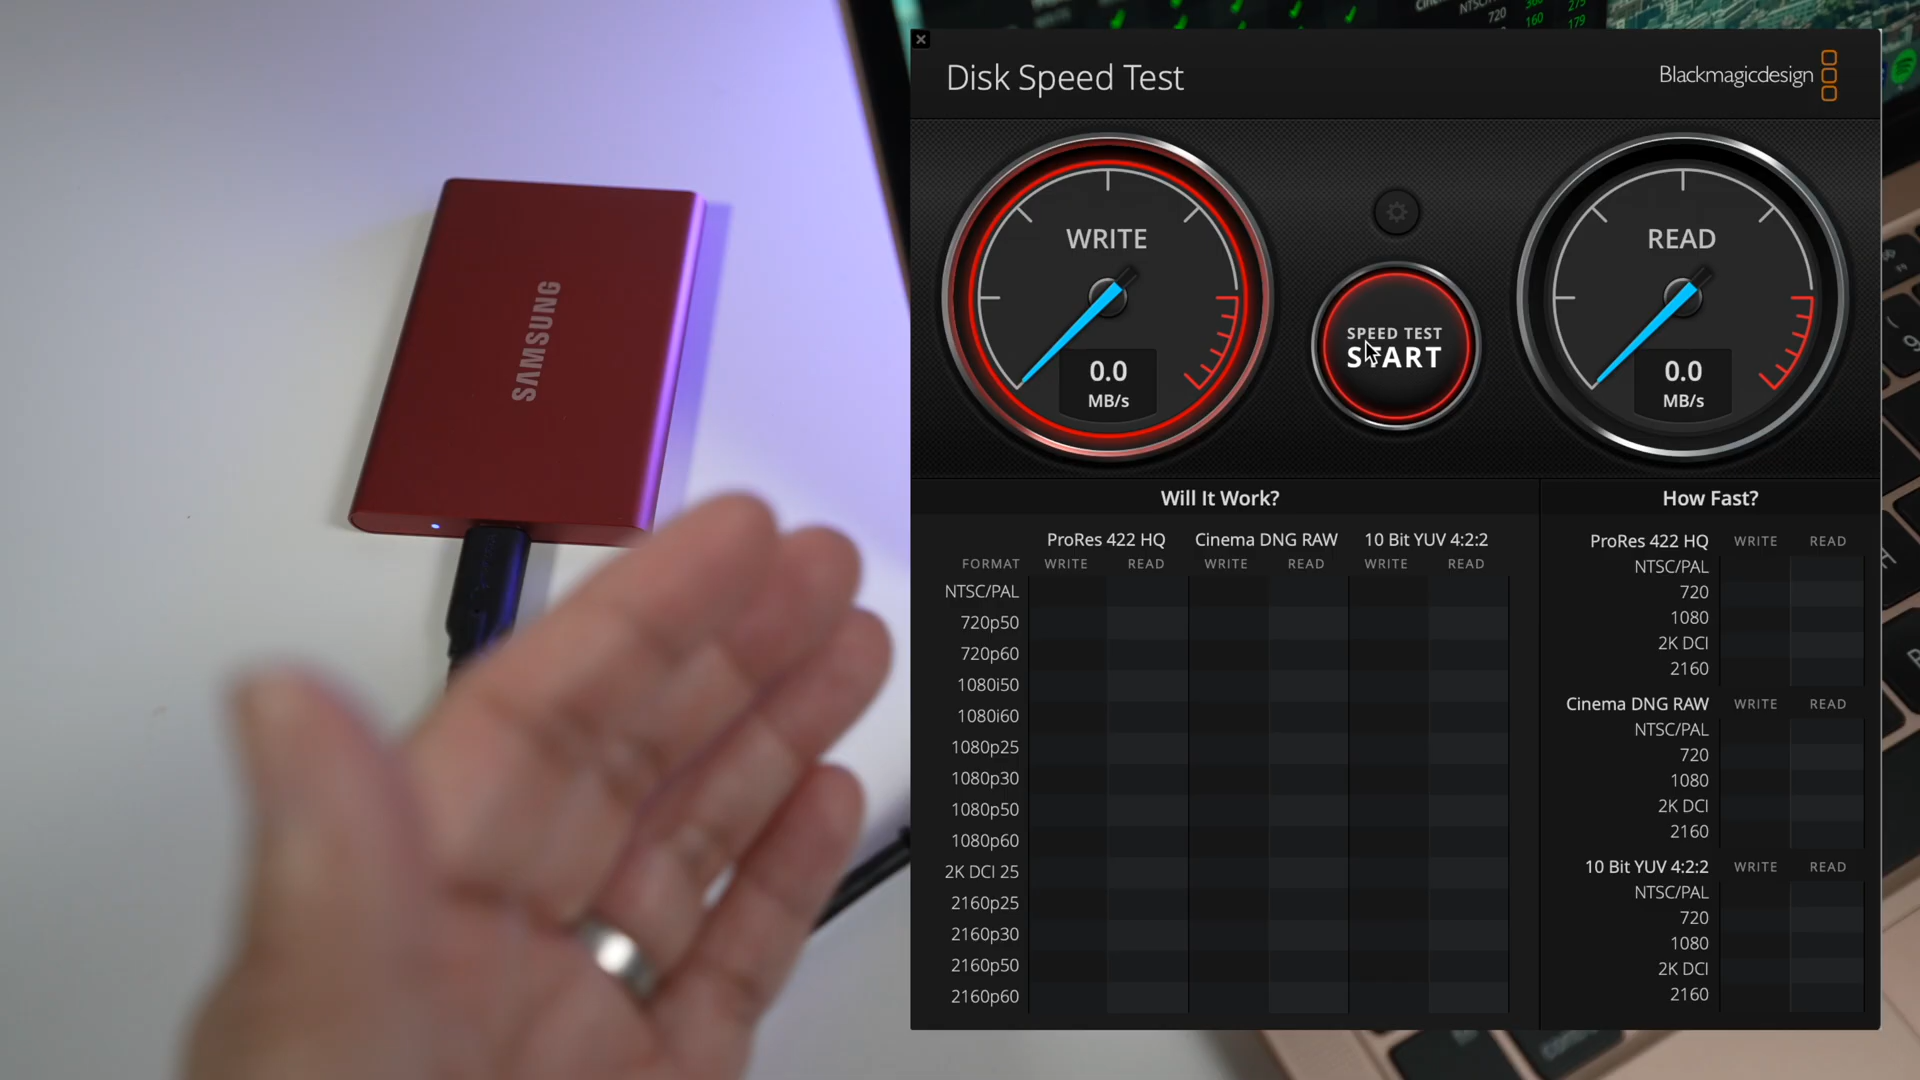 NTSC/PAL
720
160 179
SAMSUNG
Disk Speed Test
Blackmagicdesign
WRITE
0.0
MB/s
SPEED TEST
START
READ
0.0
MB/s
Will It Work?
ProRes 422 HQ Cinema DNG RAW 10 Bit YUV 4:2:2
FORMAT WRITE READ WRITE READ WRITE READ
NTSC/PAL
720p50
720p60
1080i50
1080i60
1080p25
1080p30
1080p50
1080p60
2K DCI 25
2160p25
2160p30
2160p50
2160p60
How Fast?
ProRes 422 HQ WRITE READ
NTSC/PAL
720
1080
2K DCI
2160
Cinema DNG RAW WRITE READ
NTSC/PAL
720
1080
2K DCI
2160
10 Bit YUV 4:2:2 WRITE READ
NTSC/PAL
720
1080
2K DCI
2160